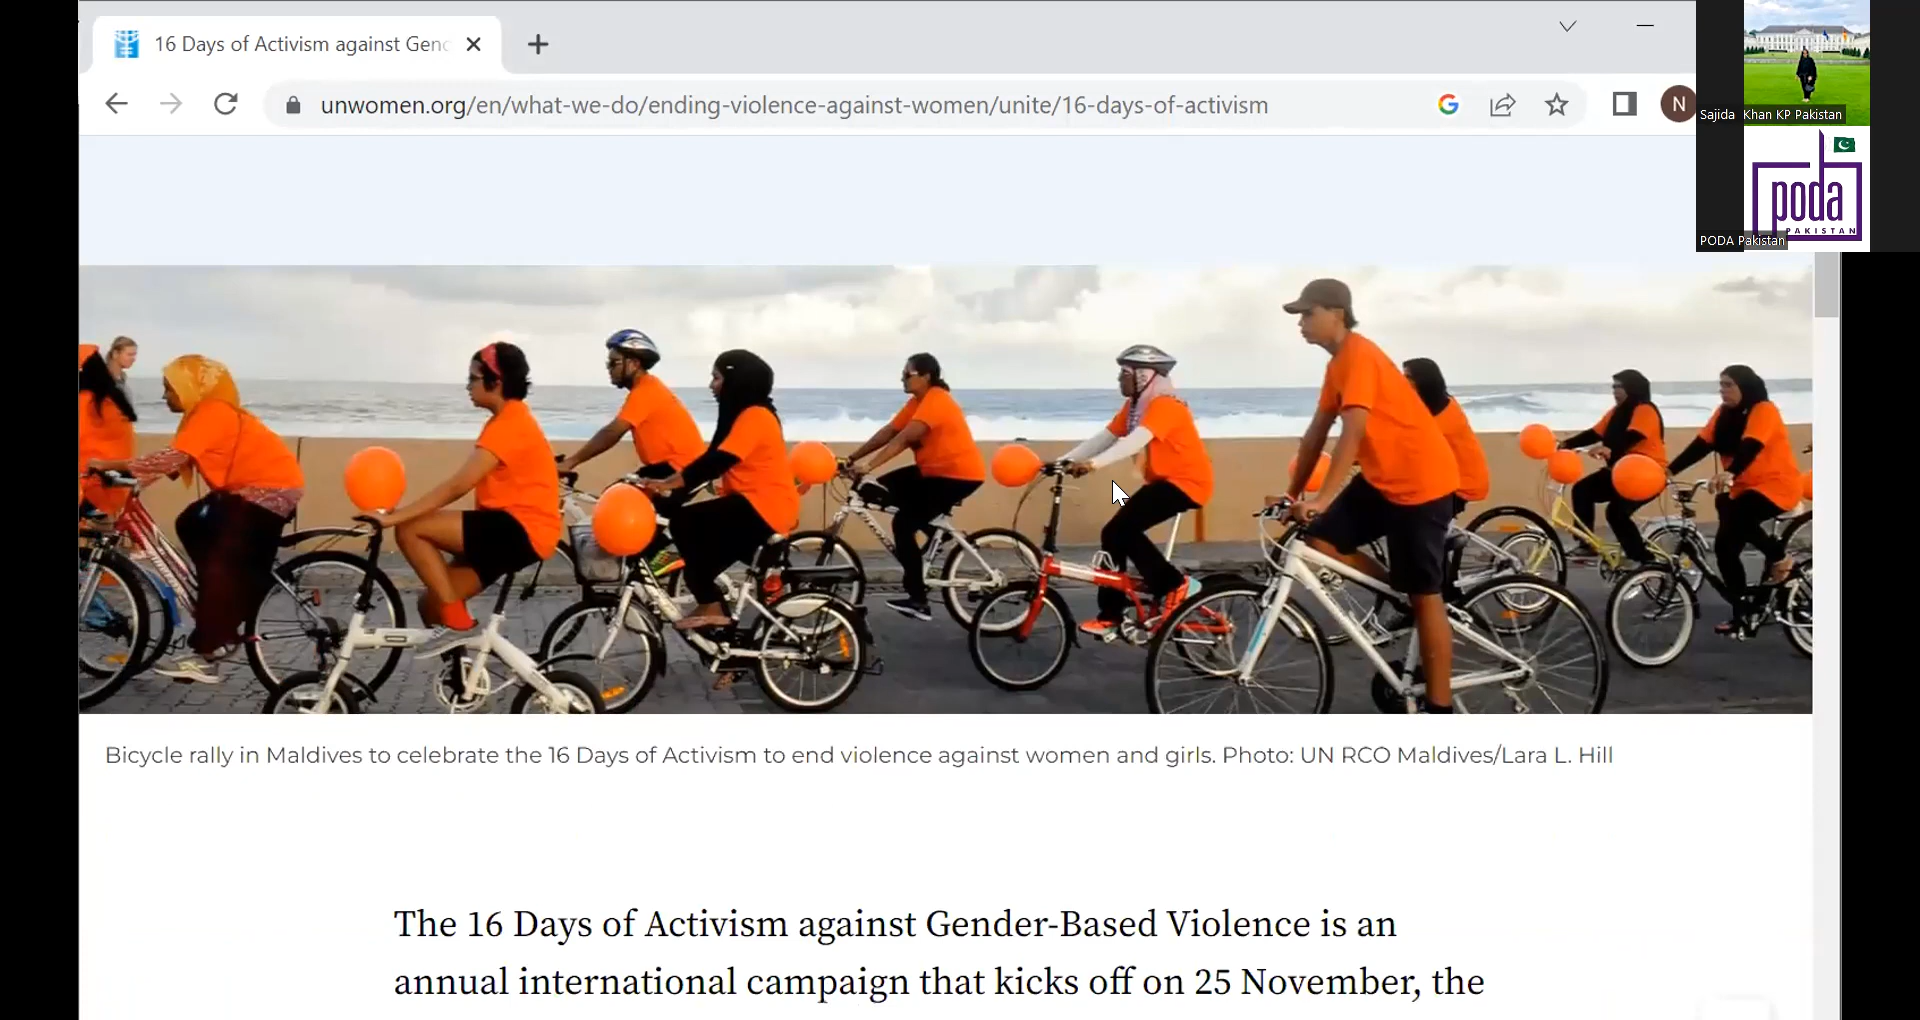 16 Days of Activism against Gen
unwomen.org/en/what-we-do/ending-violence-against-women/unite/16-days-of-activism
N
Sajida Khan KP Pakistan
poda
PAKISTAN
PODA Pakistan
Bicycle rally in Maldives to celebrate the 16 Days of Activism to end violence against women and girls. Photo: UN RCO Maldives/Lara L. Hill
The 16 Days of Activism against Gender-Based Violence is an
annual international campaign that kicks off on 25 November, the